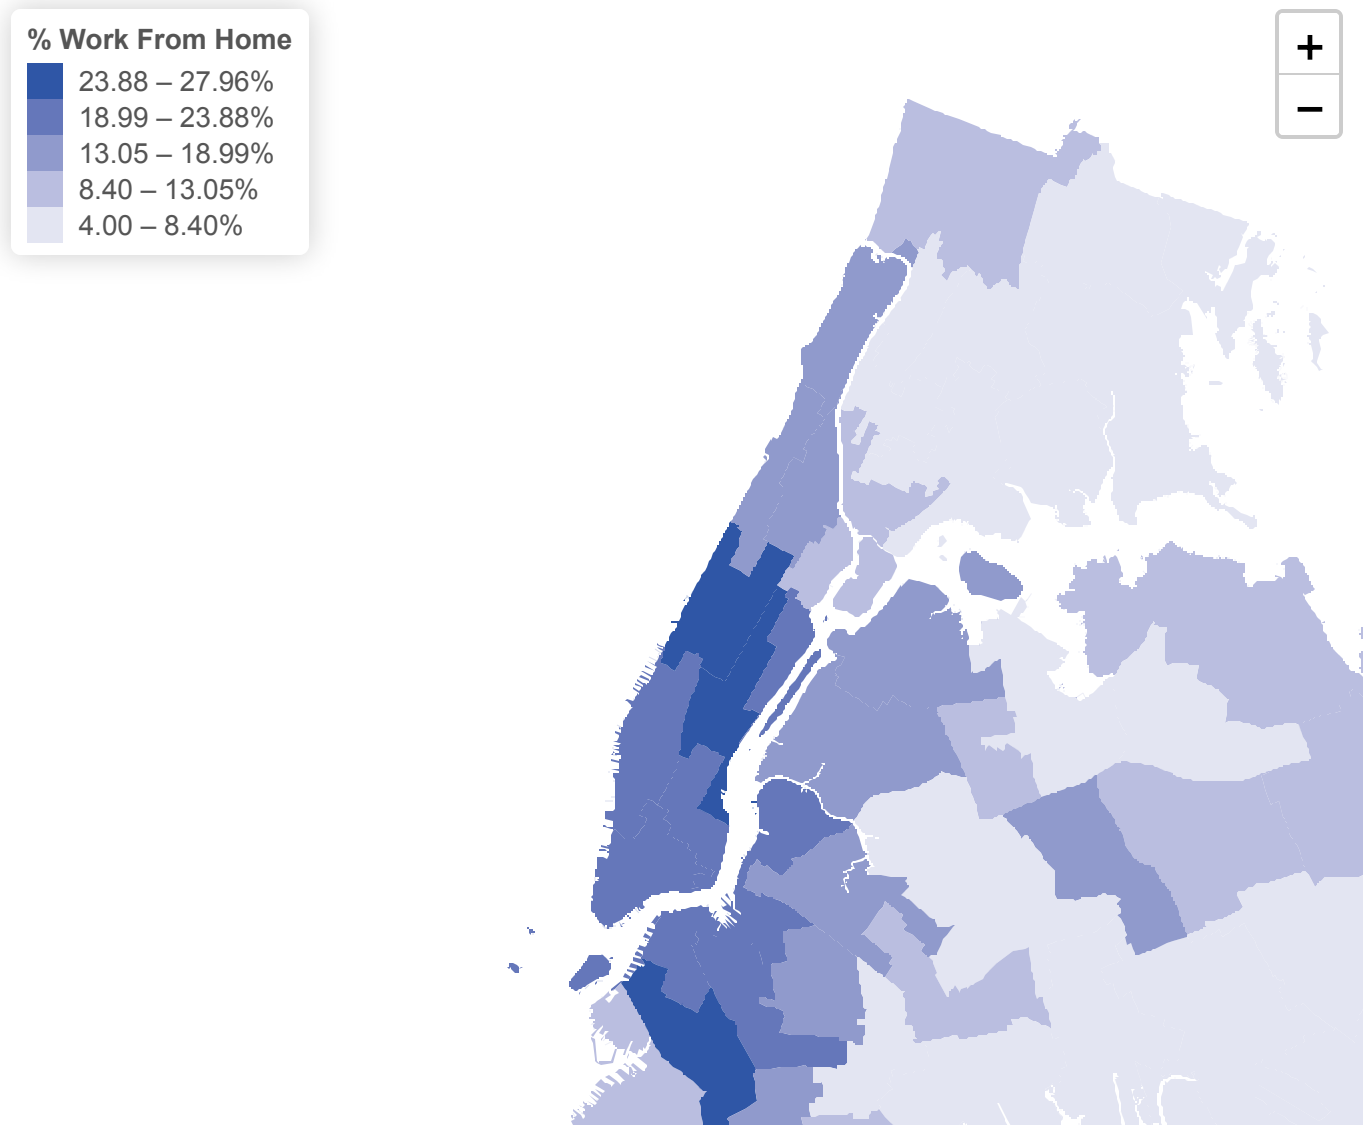 % Work From Home
23.88 – 27.96%
18.99 – 23.88%
13.05 – 18.99%
8.40 – 13.05%
4.00 – 8.40%
+
−